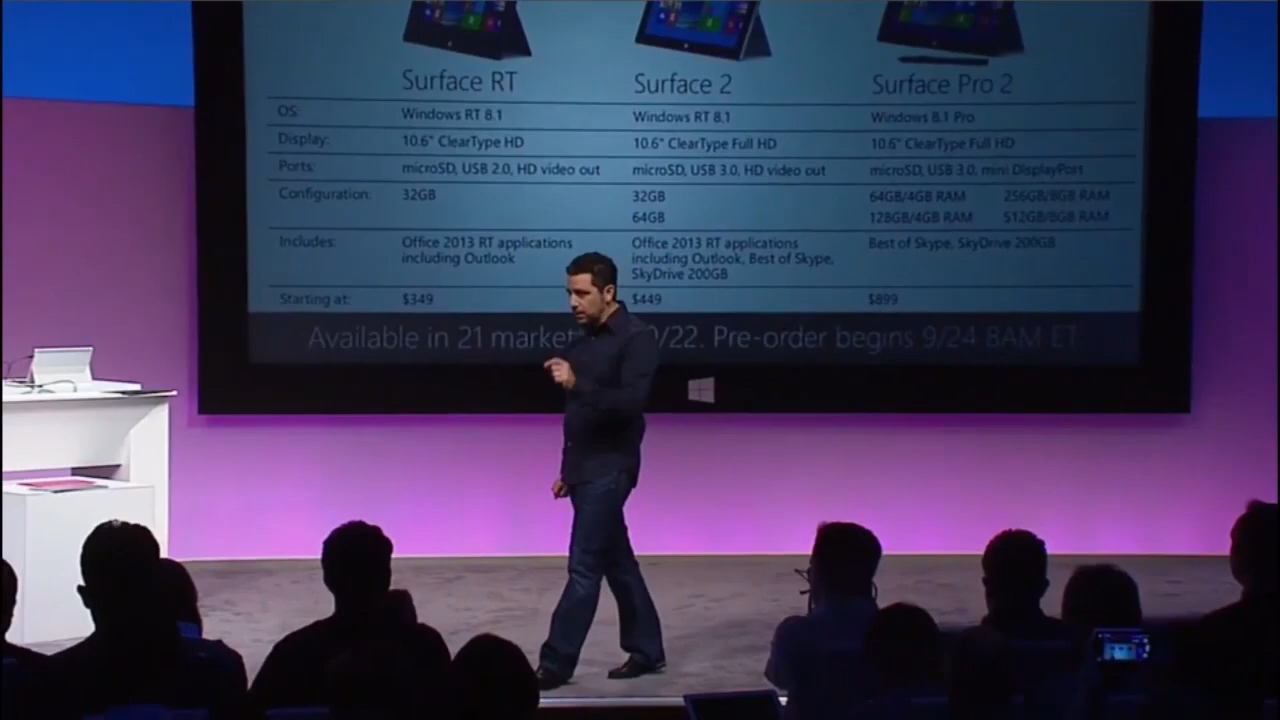 Surface RT Surface 2 Surface Pro 2
OS: Windows RT 8.1 Windows RT 8.1 Windows 8.1 Pro
Display: 10.6" ClearType HD 10.6" ClearType Full HD 10.6" ClearType Full HD
Ports: microSD, USB 2.0, HD video out microSD, USB 3.0, HD video out microSD, USB 3.0, mini DisplayPort
Configuration: 32GB 32GB 64GB/4GB RAM 256GB/8GB RAM
64GB 128GB/4GB RAM 512GB/8GB RAM
Includes: Office 2013 RT applications Office 2013 RT applications Best of Skype, SkyDrive 200GB
including Outlook including Outlook, Best of Skype,
SkyDrive 200GB
Starting at: $349 $449 $899
Available in 21 market 0/22. Pre-order begins 9/24 8AM ET.